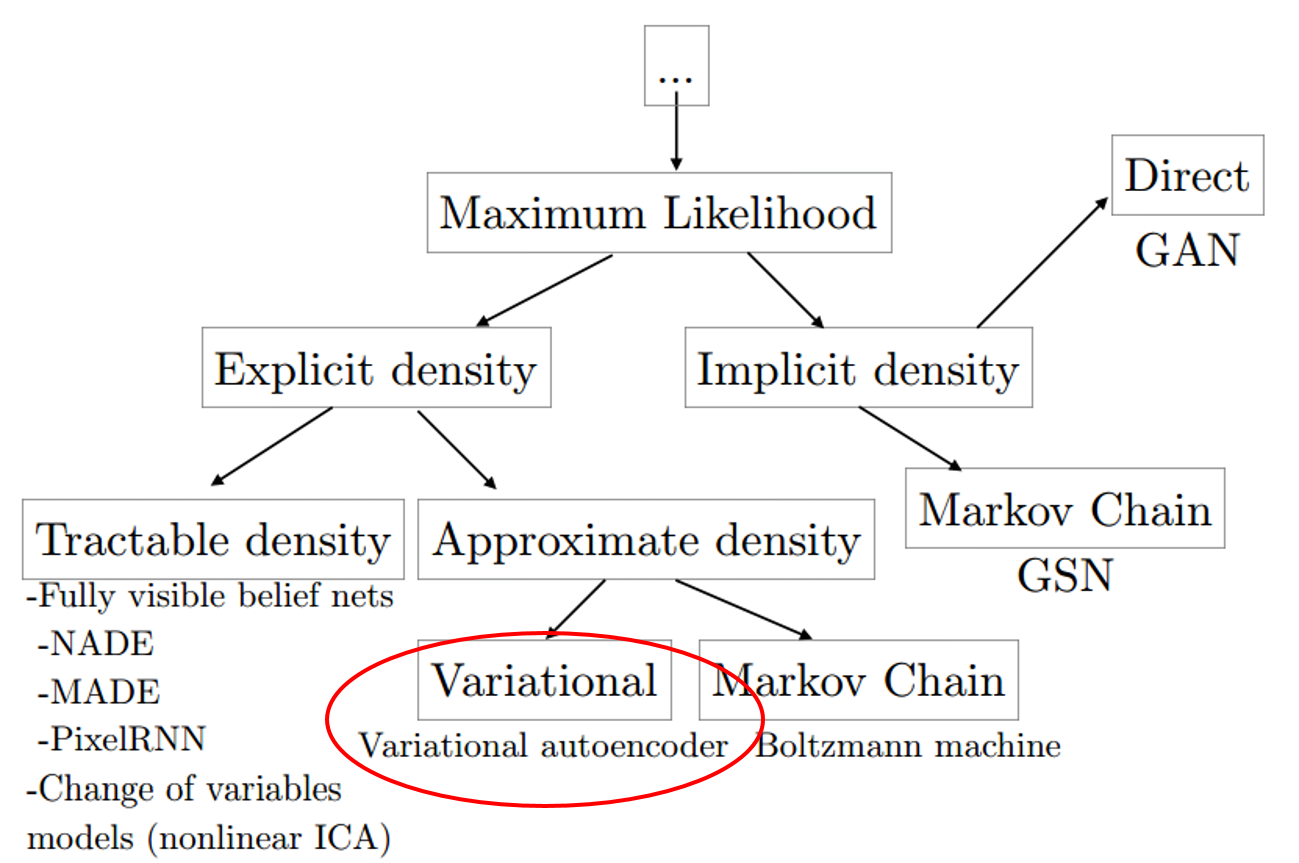 ...
Maximum Likelihood
Direct
GAN
Explicit density
Implicit density
Tractable density
-Fully visible belief nets
-NADE
-MADE
-PixelRNN
-Change of variables
models (nonlinear ICA)
Approximate density
Markov Chain
GSN
Variational
Variational autoencoder
Markov Chain
Boltzmann machine